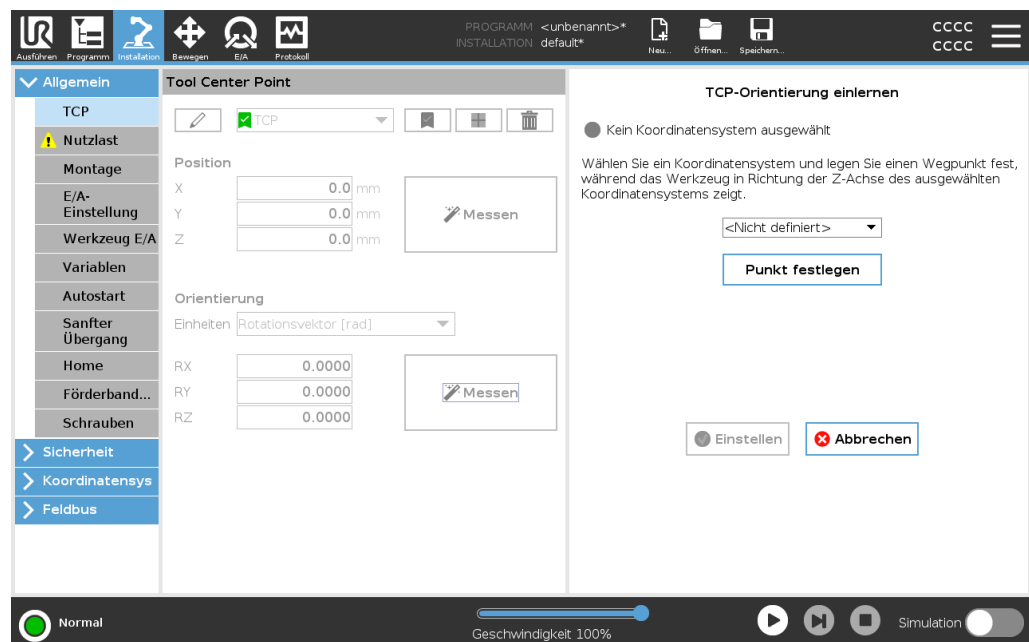 PROGRAMM <unbenannt>*
INSTALLATION default*
Ausführen Programm Installation Bewegen E/A Protokoll
Neu... Öffnen... Speichern...
cccc
cccc
Allgemein
TCP
Nutzlast
Montage
E/A-
Einstellung
Werkzeug E/A
Variablen
Autostart
Sanfter
Übergang
Home
Förderband...
Schrauben
Sicherheit
Koordinatensys
Feldbus
Tool Center Point
TCP
Position
X 0.0 mm
Y 0.0 mm
Z 0.0 mm
Messen
Orientierung
Einheiten Rotationsvektor [rad]
RX 0.0000
RY 0.0000
RZ 0.0000
Messen
TCP-Orientierung einlernen
Kein Koordinatensystem ausgewählt
Wählen Sie ein Koordinatensystem und legen Sie einen Wegpunkt fest,
während das Werkzeug in Richtung der Z-Achse des ausgewählten
Koordinatensystems zeigt.
<Nicht definiert>
Punkt festlegen
Einstellen Abbrechen
Normal
Geschwindigkeit 100%
Simulation